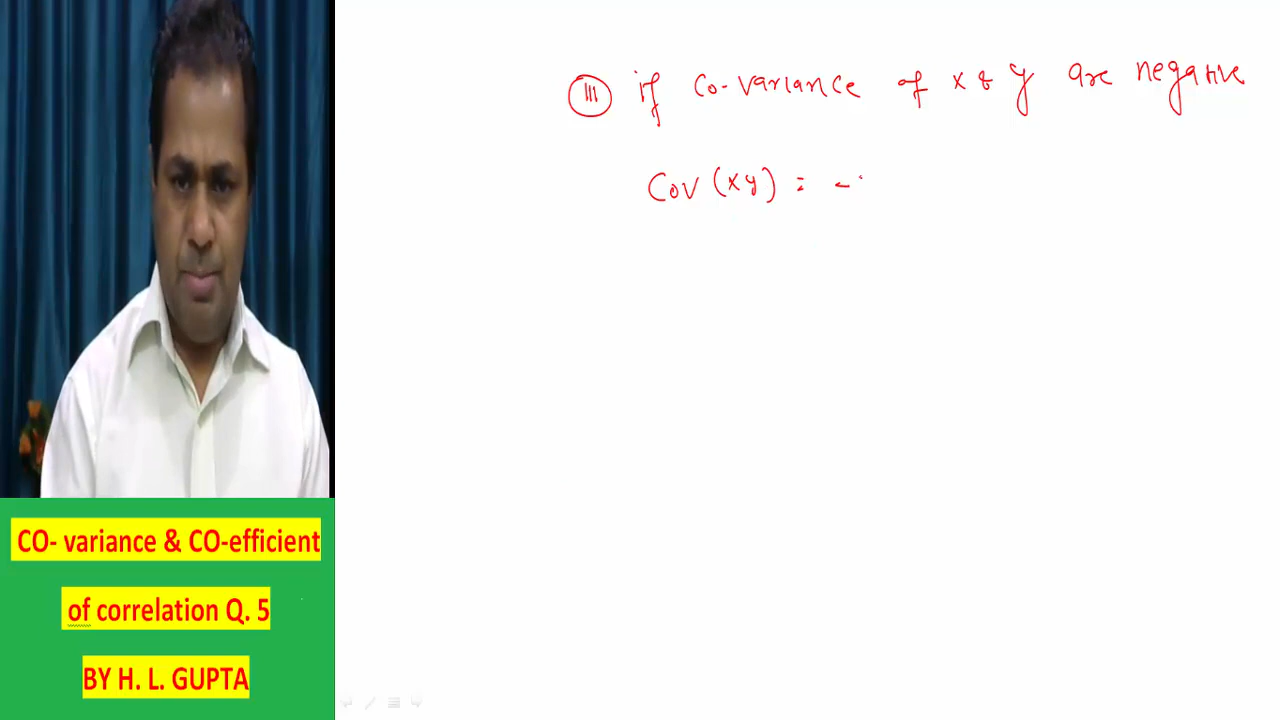 III if Co-variance of x & y are negative
Cov (xy) = -
CO- variance & CO-efficient
of correlation Q. 5
BY H. L. GUPTA